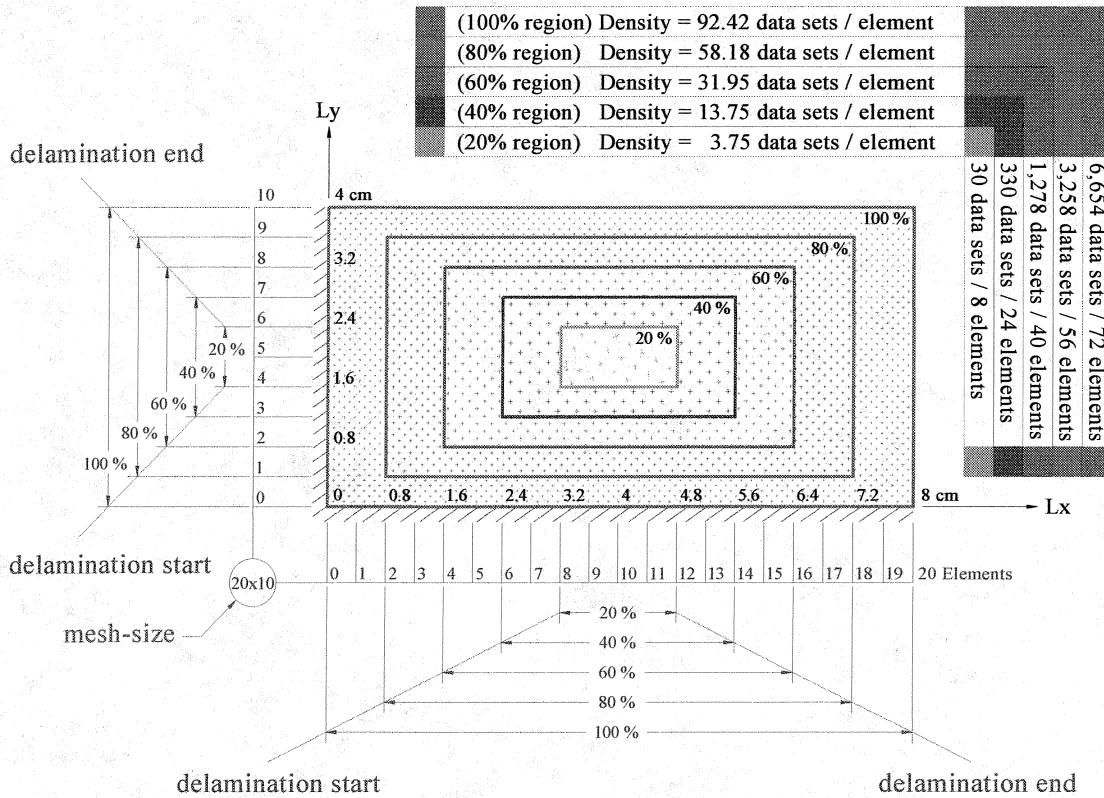 (100% region) Density = 92.42 data sets / element
(80% region) Density = 58.18 data sets / element
(60% region) Density = 31.95 data sets / element
(40% region) Density = 13.75 data sets / element
(20% region) Density = 3.75 data sets / element
6,654 data sets / 72 elements
3,258 data sets / 56 elements
1,278 data sets / 40 elements
330 data sets / 24 elements
30 data sets / 8 elements
Ly
delamination end
10
9
8
7
6
5
4
3
2
1
0
4 cm
3.2
2.4
1.6
0.8
100 %
80 %
60 %
40 %
20 %
20 %
40 %
60 %
80 %
100 %
0 0.8 1.6 2.4 3.2 4 4.8 5.6 6.4 7.2 8 cm
Lx
delamination start
20x10
mesh-size
0 1 2 3 4 5 6 7 8 9 10 11 12 13 14 15 16 17 18 19 20 Elements
20 %
40 %
60 %
80 %
100 %
delamination start
delamination end